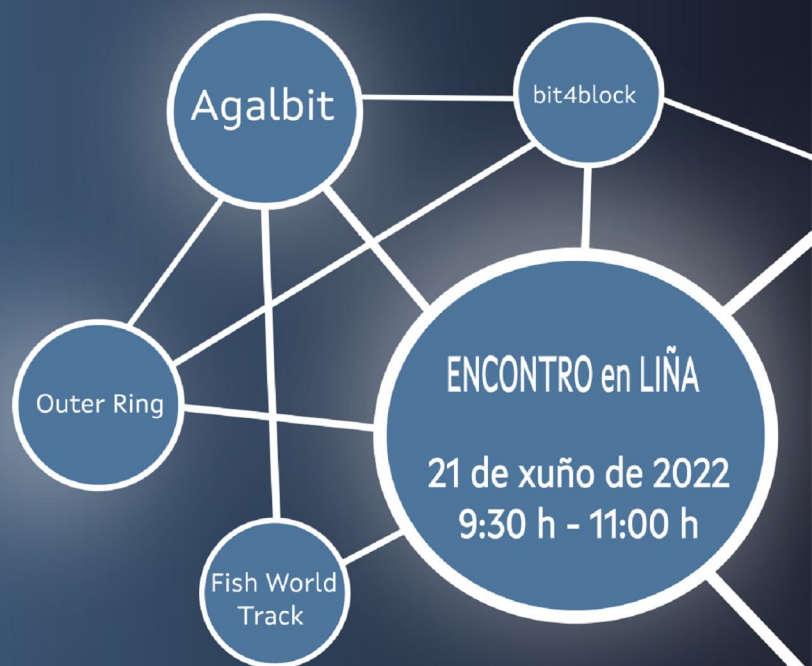 Agalbit
bit4block
Outer Ring
ENCONTRO en LIÑA
21 de xuño de 2022
9:30 h - 11:00 h
Fish World
Track